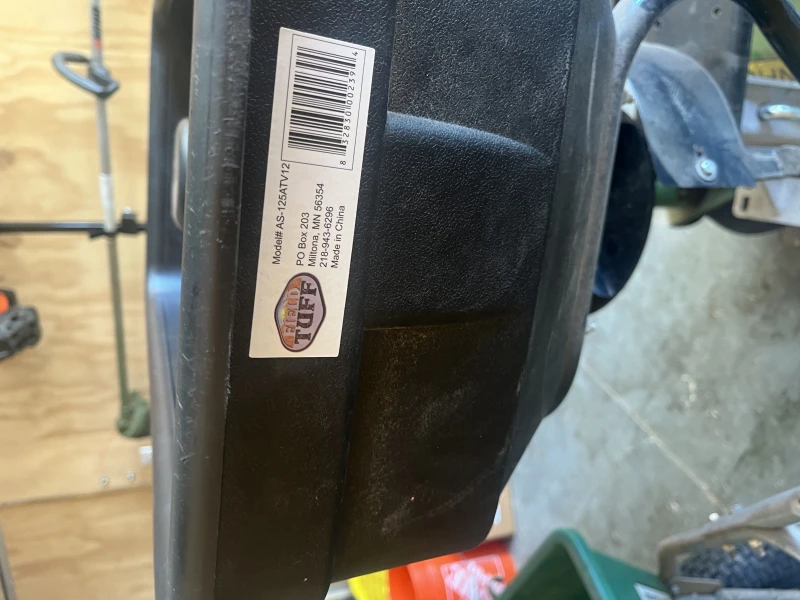 8 32830 00239 4
Model# AS-125ATV12
PO Box 203
Miltona, MN 56354
218-943-6296
Made in China
FIELD
TUFF